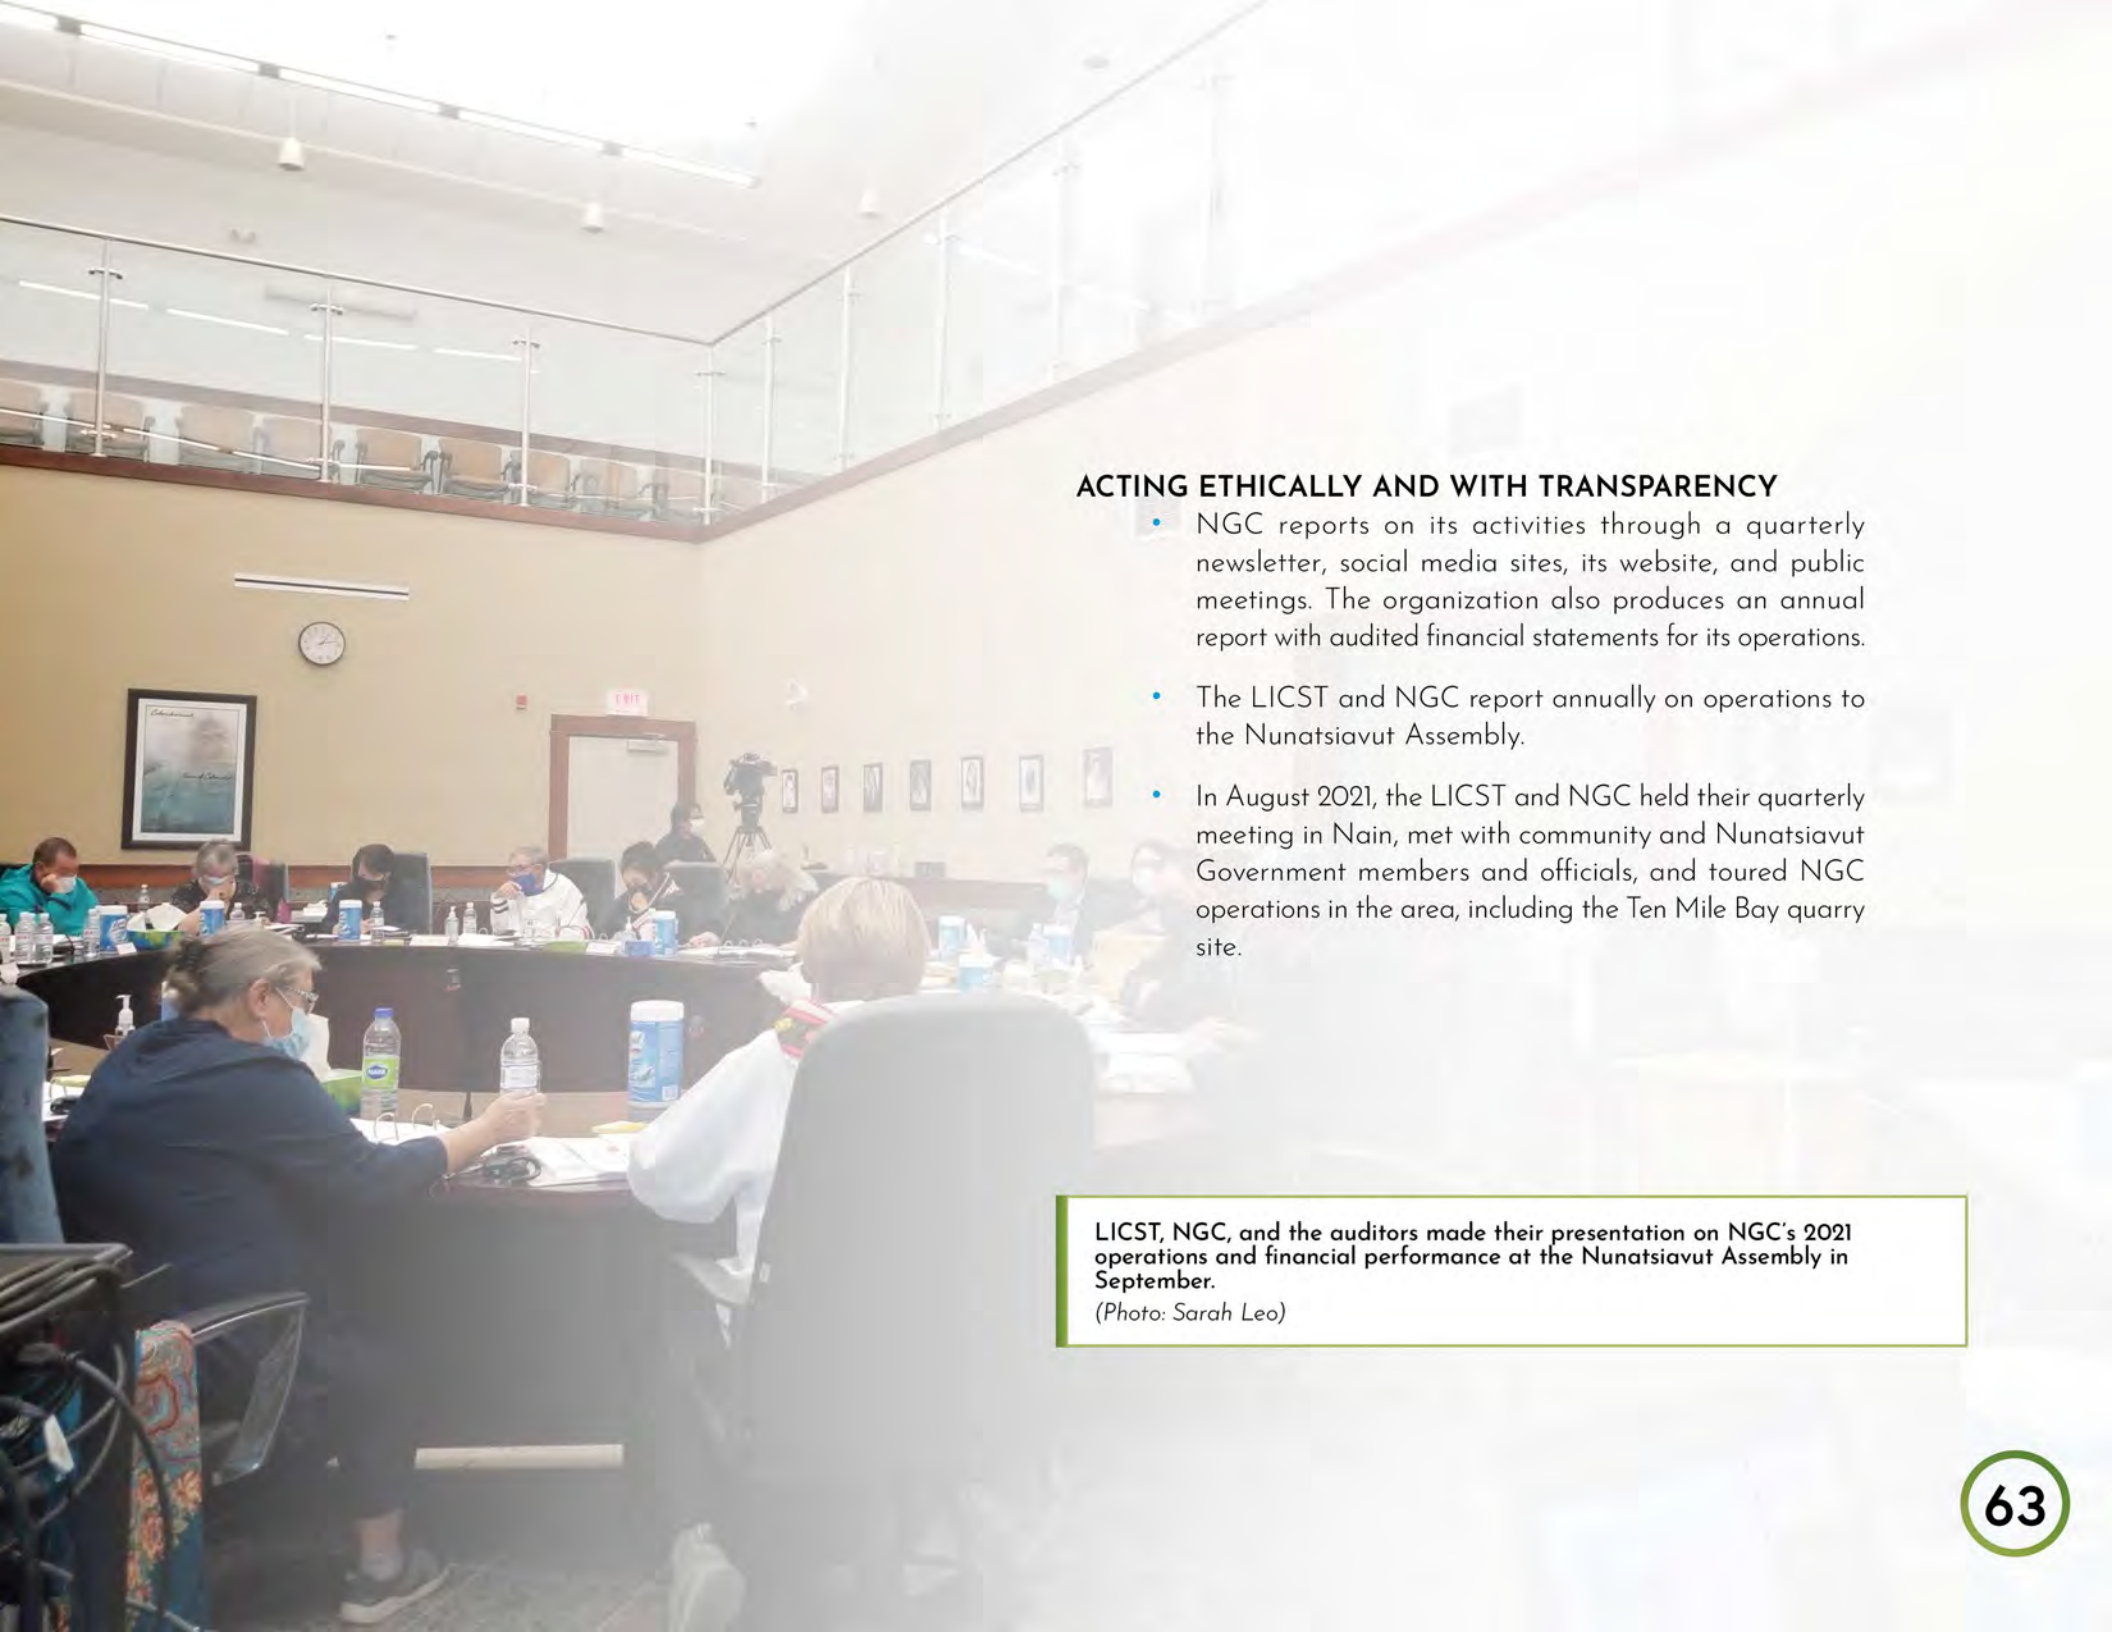 ACTING ETHICALLY AND WITH TRANSPARENCY
• NGC reports on its activities through a quarterly
newsletter, social media sites, its website, and public
meetings. The organization also produces an annual
report with audited financial statements for its operations.
• The LICST and NGC report annually on operations to
the Nunatsiavut Assembly.
• In August 2021, the LICST and NGC held their quarterly
meeting in Nain, met with community and Nunatsiavut
Government members and officials, and toured NGC
operations in the area, including the Ten Mile Bay quarry
site.
EXIT
LICST, NGC, and the auditors made their presentation on NGC's 2021
operations and financial performance at the Nunatsiavut Assembly in
September.
(Photo: Sarah Leo)
63